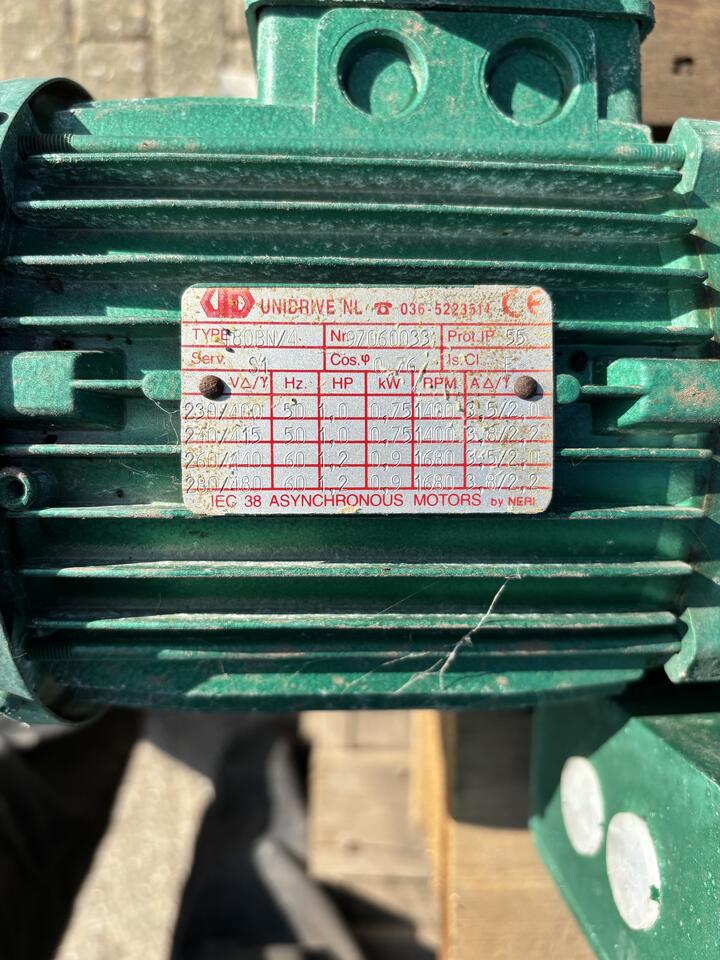 UNIDRIVE NL ☎ 036-5223514 CE
TYPE T80BN/4 Nr. 97060033 Prot.IP 55
Serv. S1 Cos.φ 0,76 Is.Cl. F
V∆/Y Hz. HP kW RPM A∆/Y
230/400 50 1,0 0,75 1400 3,5/2,0
240/415 50 1,0 0,75 1400 3,8/2,2
260/440 60 1,2 0,9 1680 3,5/2,0
280/480 60 1,2 0,9 1680 3,8/2,2
IEC 38 ASYNCHRONOUS MOTORS by NERI